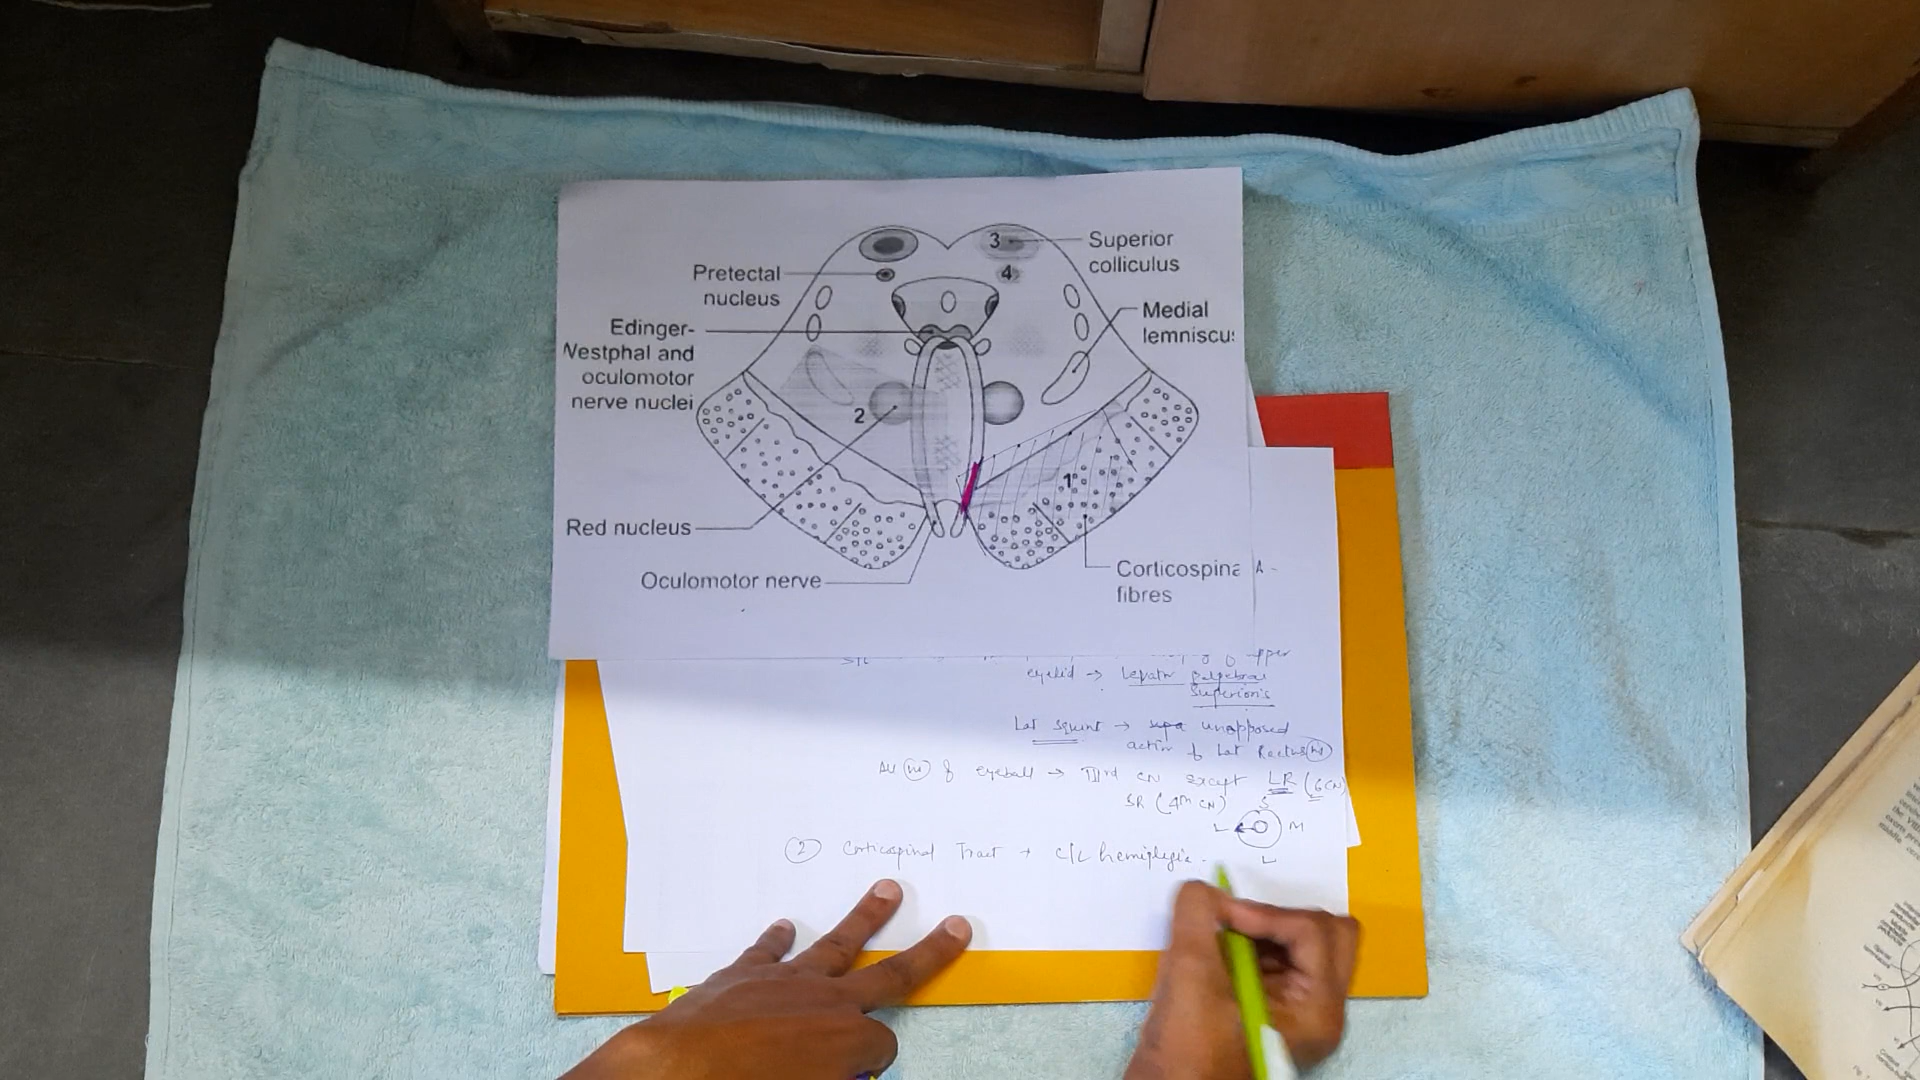 3
Superior
colliculus
Pretectal
nucleus
4
Medial
lemniscus
Edinger-
Westphal and
oculomotor
nerve nuclei
2
1
Red nucleus
Oculomotor nerve
Corticospina A -
fibres
upper
eyelid → Levator palpebral
Superioris
Lat squint → unopposed
action of Lat Rectus (m)
All (m) of eyeball → IIIrd CN except LR (6CN)
SR (4th CN)
S
L M
L
2 Corticospinal Tract → C/L hemiplegia.